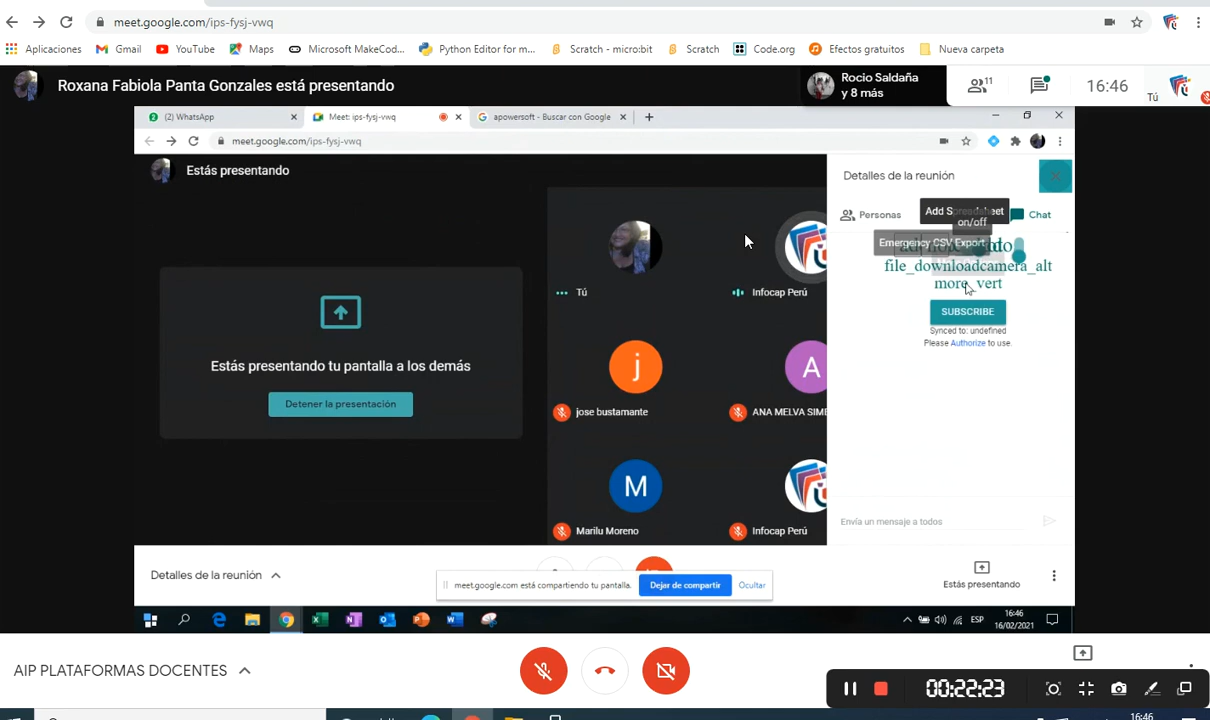 meet.google.com/ips-fysj-vwq
Aplicaciones
Gmail
YouTube
Maps
Microsoft MakeCod...
Python Editor for m...
Scratch - micro:bit
Scratch
Code.org
Efectos gratuitos
Nueva carpeta
Roxana Fabiola Panta Gonzales está presentando
Rocio Saldaña
y 8 más
11
16:46
Tú
(2) WhatsApp
Meet: ips-fysj-vwq
apowersoft - Buscar con Google
meet.google.com/ips-fysj-vwq
Estás presentando
Detalles de la reunión
Personas
Add Spreadsheet
Chat
on/off
Emergency CSV Export
file_downloadcamera_alt
more_vert
SUBSCRIBE
Synced to: undefined
Please Authorize to use.
Tú
Infocap Perú
Estás presentando tu pantalla a los demás
Detener la presentación
j
A
jose bustamante
ANA MELVA SIME
M
Marilu Moreno
Infocap Perú
Envía un mensaje a todos
Detalles de la reunión
meet.google.com está compartiendo tu pantalla.
Dejar de compartir
Ocultar
Estás presentando
ESP
16:46
16/02/2021
AIP PLATAFORMAS DOCENTES
00:22:23
16:46